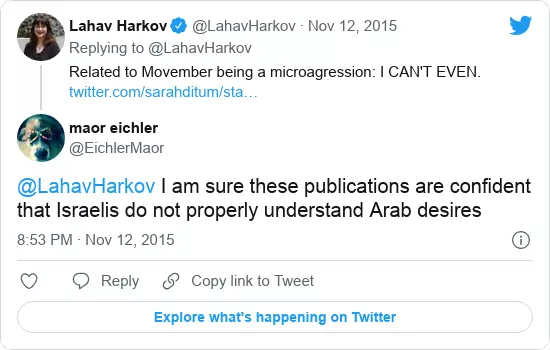 Lahav Harkov @LahavHarkov · Nov 12, 2015
Replying to @LahavHarkov
Related to Movember being a microagression: I CAN'T EVEN.
twitter.com/sarahditum/sta…
maor eichler
@EichlerMaor
@LahavHarkov I am sure these publications are confident
that Israelis do not properly understand Arab desires
8:53 PM · Nov 12, 2015
Reply Copy link to Tweet
Explore what's happening on Twitter